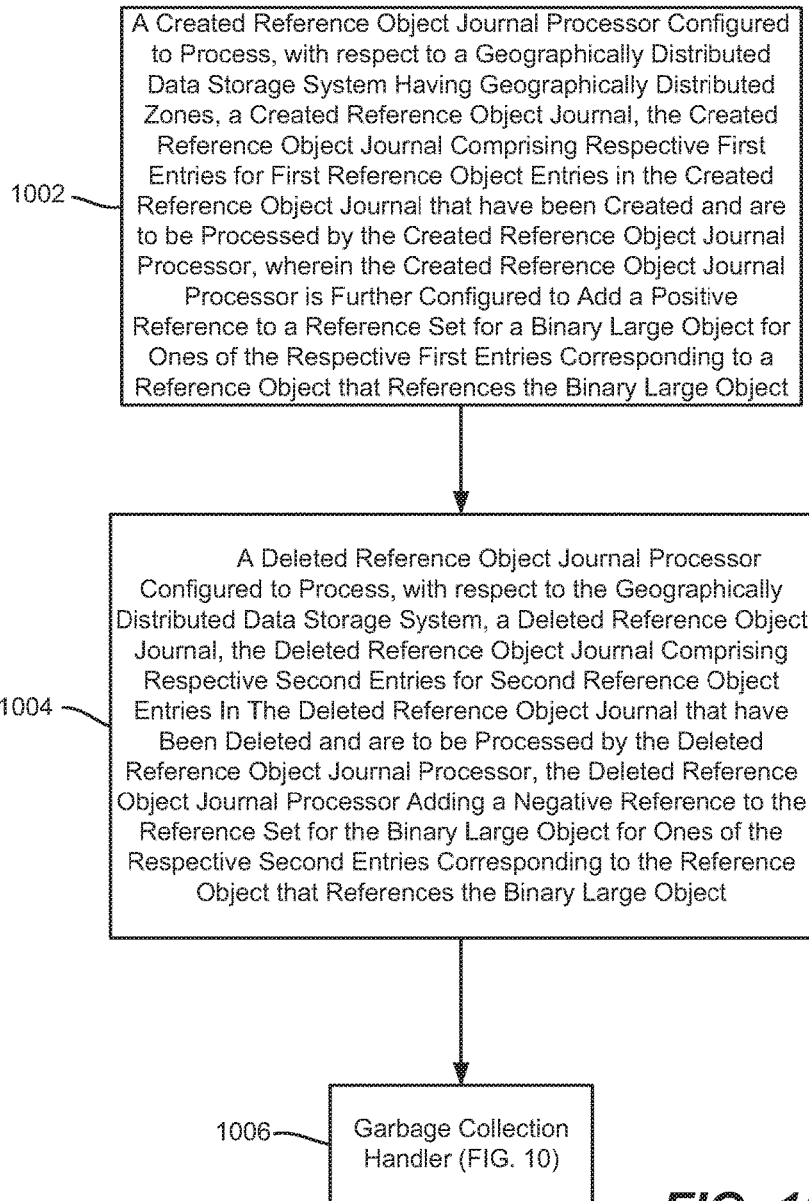 A Created Reference Object Journal Processor Configured
to Process, with respect to a Geographically Distributed
Data Storage System Having Geographically Distributed
Zones, a Created Reference Object Journal, the Created
Reference Object Journal Comprising Respective First
Entries for First Reference Object Entries in the Created
Reference Object Journal that have been Created and are
to be Processed by the Created Reference Object Journal
Processor, wherein the Created Reference Object Journal
Processor is Further Configured to Add a Positive
Reference to a Reference Set for a Binary Large Object for
Ones of the Respective First Entries Corresponding to a
Reference Object that References the Binary Large Object
1002
A Deleted Reference Object Journal Processor
Configured to Process, with respect to the Geographically
Distributed Data Storage System, a Deleted Reference Object
Journal, the Deleted Reference Object Journal Comprising
Respective Second Entries for Second Reference Object
Entries In The Deleted Reference Object Journal that have
Been Deleted and are to be Processed by the Deleted
Reference Object Journal Processor, the Deleted Reference
Object Journal Processor Adding a Negative Reference to the
Reference Set for the Binary Large Object for Ones of the
Respective Second Entries Corresponding to the Reference
Object that References the Binary Large Object
1004
1006
Garbage Collection
Handler (FIG. 10)
FIG.